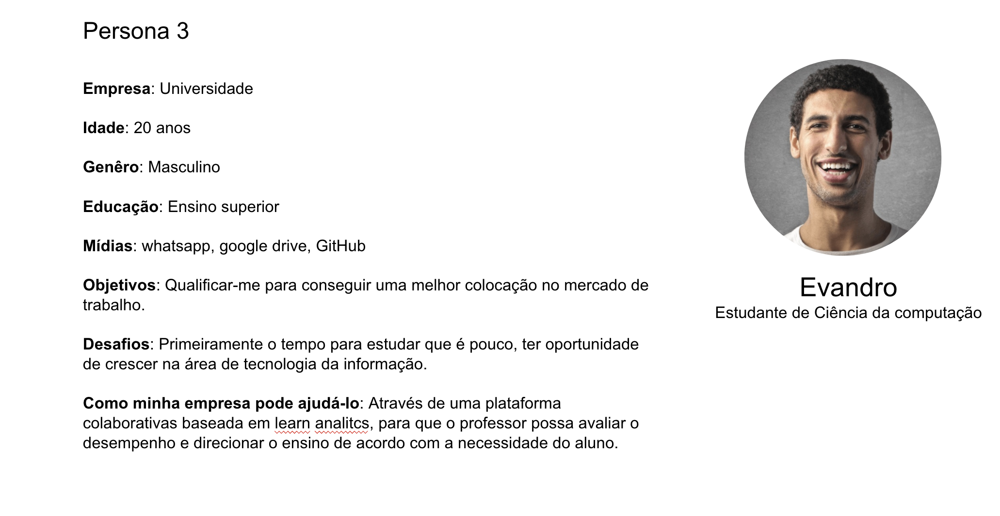 Persona 3
Empresa: Universidade
Idade: 20 anos
Genêro: Masculino
Educação: Ensino superior
Mídias: whatsapp, google drive, GitHub
Objetivos: Qualificar-me para conseguir uma melhor colocação no mercado de
trabalho.
Desafios: Primeiramente o tempo para estudar que é pouco, ter oportunidade
de crescer na área de tecnologia da informação.
Como minha empresa pode ajudá-lo: Através de uma plataforma
colaborativas baseada em learn analitcs, para que o professor possa avaliar o
desempenho e direcionar o ensino de acordo com a necessidade do aluno.
Evandro
Estudante de Ciência da computação